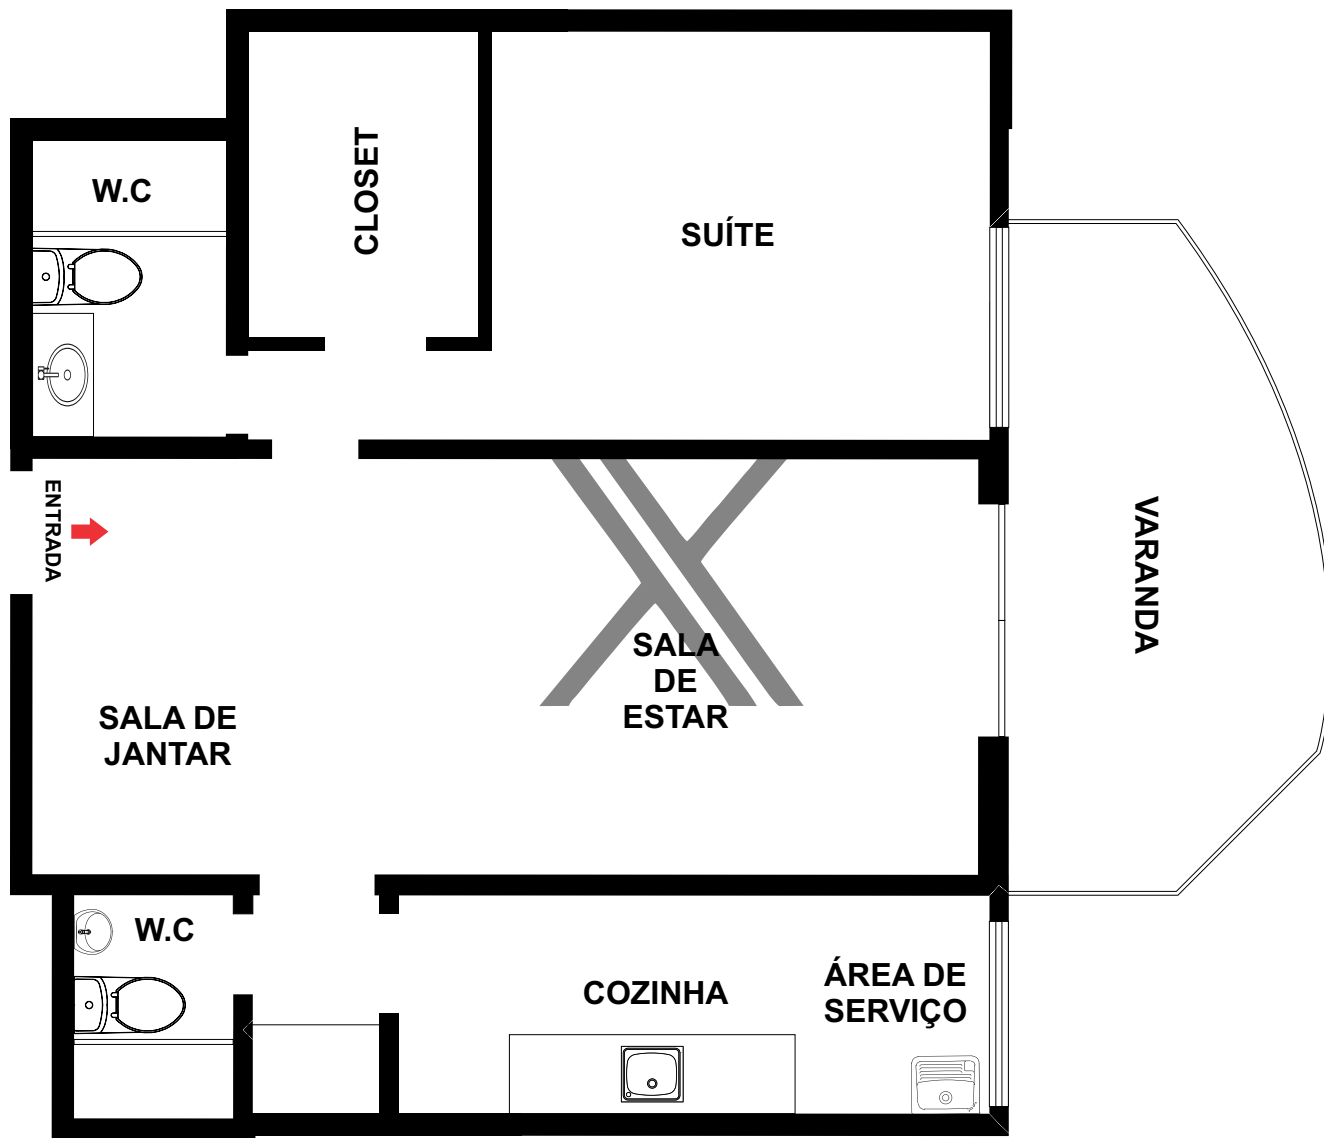 W.C
CLOSET
SUÍTE
ENTRADA
VARANDA
SALA
DE
ESTAR
SALA DE
JANTAR
W.C
COZINHA
ÁREA DE
SERVIÇO